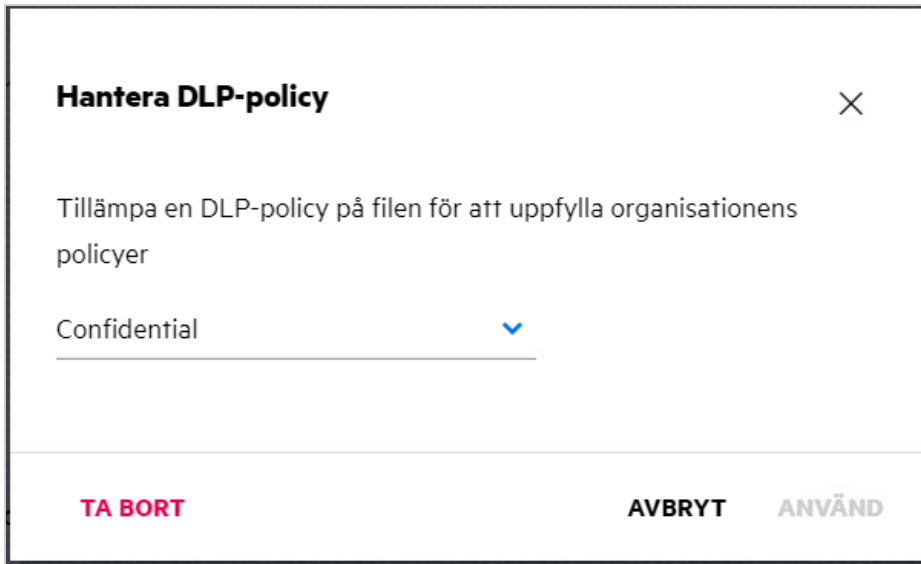 Hantera DLP-policy
Tillämpa en DLP-policy på filen för att uppfylla organisationens
policyer
Confidential
TA BORT
AVBRYT
ANVÄND